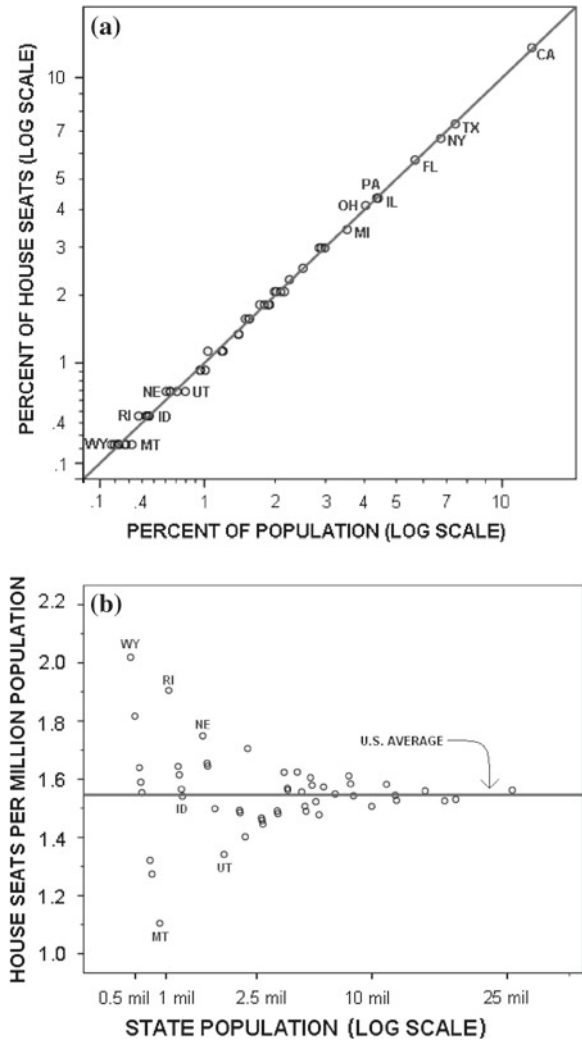 (a)
PERCENT OF HOUSE SEATS (LOG SCALE)
10
7
5
4
3
2
1
.4
.1
CA
TX
NY
FL
PA
IL
OH
MI
NE UT
RI ID
WY MT
.1 .4 1 2 3 4 5 7 10
PERCENT OF POPULATION (LOG SCALE)
(b)
HOUSE SEATS PER MILLION POPULATION
2.2
2.0
1.8
1.6
1.4
1.2
1.0
WY
RI
NE
U.S. AVERAGE
ID
UT
MT
0.5 mil 1 mil 2.5 mil 10 mil 25 mil
STATE POPULATION (LOG SCALE)